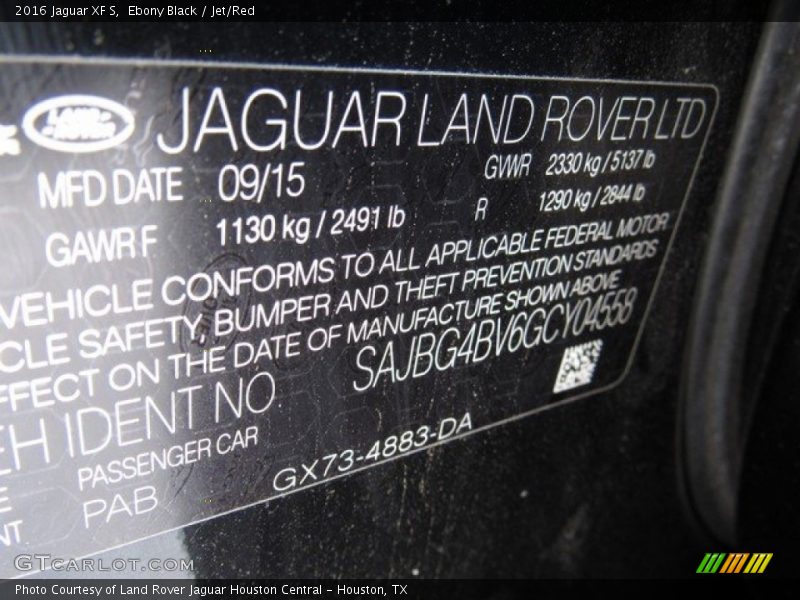 2016 Jaguar XF S, Ebony Black / Jet/Red
LAND ROVER
JAGUAR LAND ROVER LTD
MFD DATE 09/15 GVWR 2330 kg / 5137 lb
GAWR F 1130 kg / 2491 lb R 1290 kg / 2844 lb
VEHICLE CONFORMS TO ALL APPLICABLE FEDERAL MOTOR
CLE SAFETY, BUMPER AND THEFT PREVENTION STANDARDS
EFFECT ON THE DATE OF MANUFACTURE SHOWN ABOVE
EH IDENT NO SAJBG4BV6GCY04558
PASSENGER CAR
PAB GX73-4883-DA
NT
GTCarLot.com
Photo Courtesy of Land Rover Jaguar Houston Central - Houston, TX